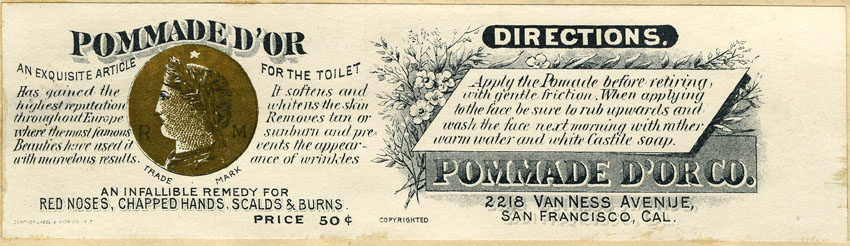 POMMADE D'OR
AN EXQUISITE ARTICLE FOR THE TOILET
Has gained the
highest reputation
throughout Europe
where the most famous
Beauties have used it
with marvelous results.
R M
TRADE MARK
It softens and
whitens the skin
Removes tan or
sunburn and pre-
vents the appear-
ance of wrinkles
AN INFALLIBLE REMEDY FOR
RED NOSES, CHAPPED HANDS, SCALDS & BURNS.
PRICE 50¢
DIRECTIONS.
Apply the Pomade before retiring,
with gentle friction. When applying
to the face be sure to rub upwards and
wash the face next morning with rather
warm water and white Castile soap.
POMMADE D'OR CO.
2218 VAN NESS AVENUE,
SAN FRANCISCO, CAL.
COPYRIGHTED